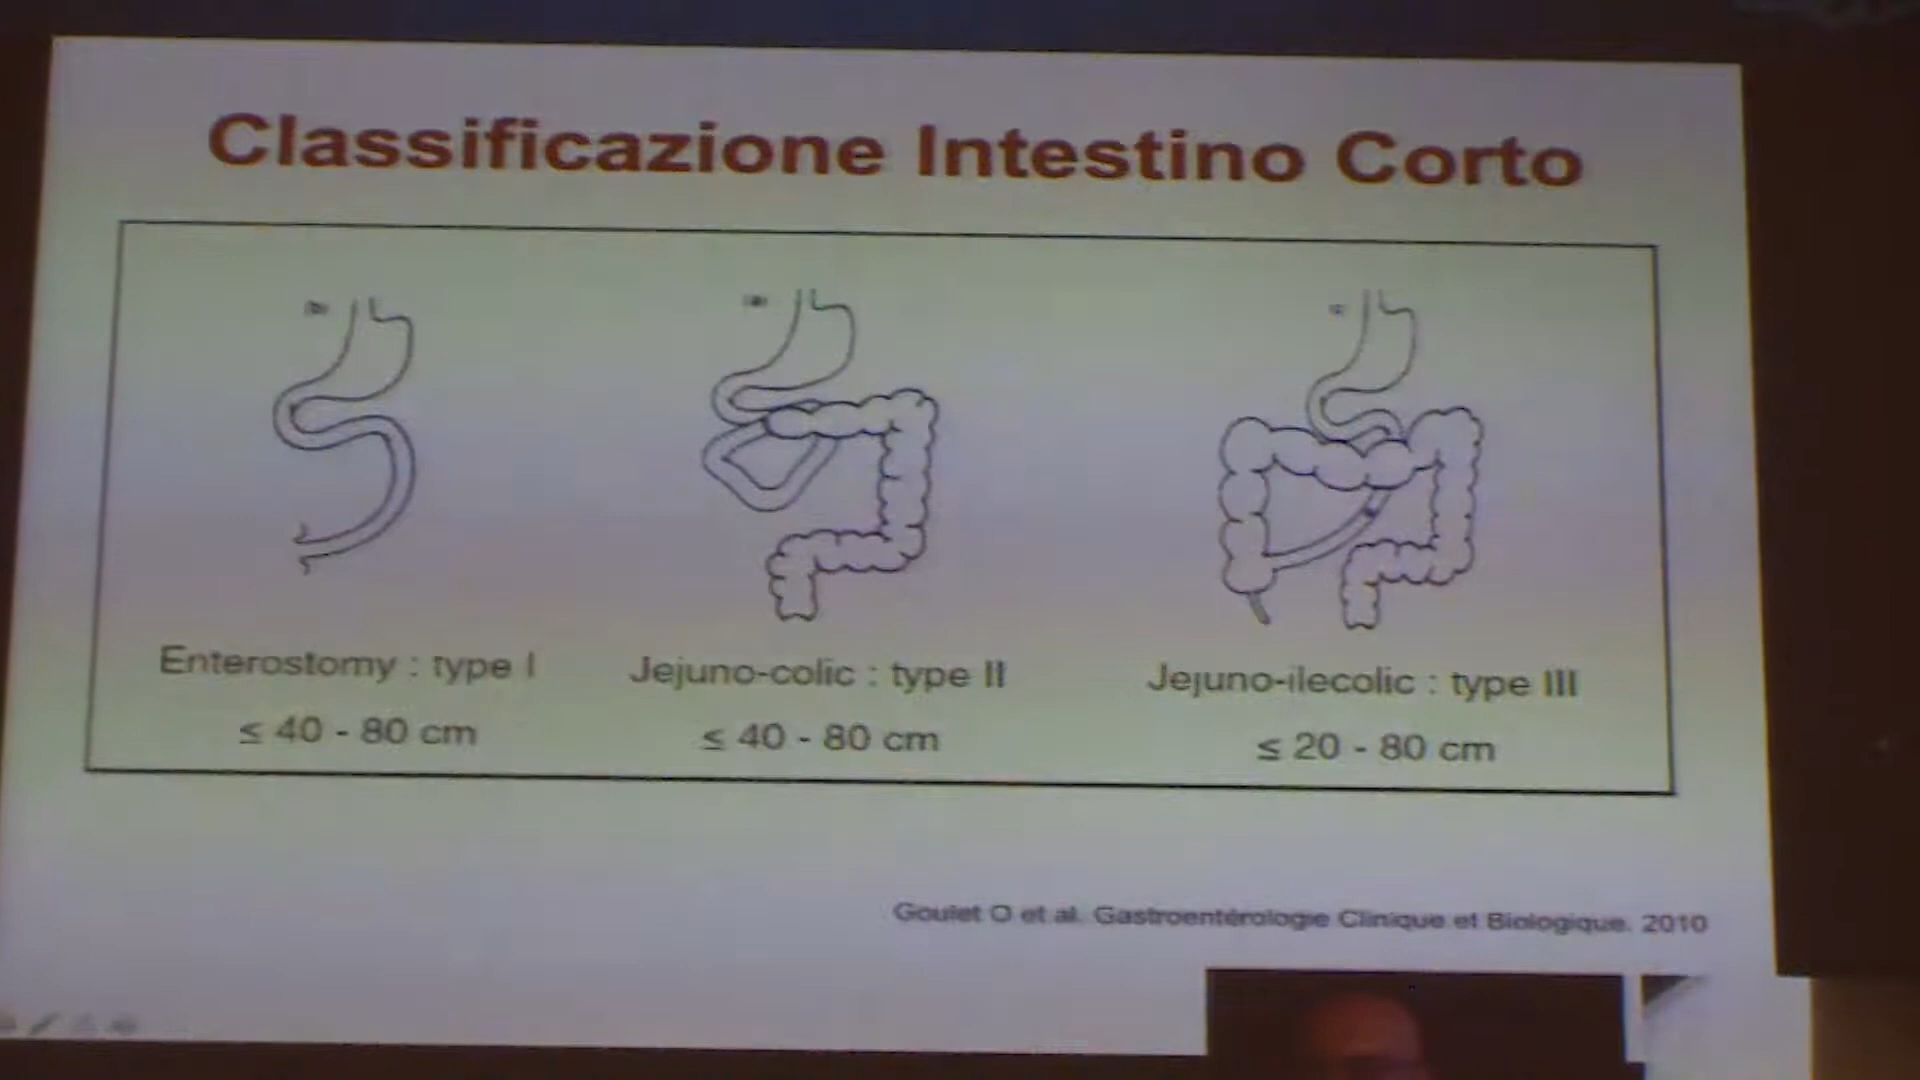 Classificazione Intestino Corto
(b)
(a)
Enterostomy : type I
≤ 40 - 80 cm
Jejuno-colic : type II
≤ 40 - 80 cm
Jejuno-ilecolic : type III
≤ 20 - 80 cm
Goulet O et al. Gastroentérologie Clinique et Biologique. 2010